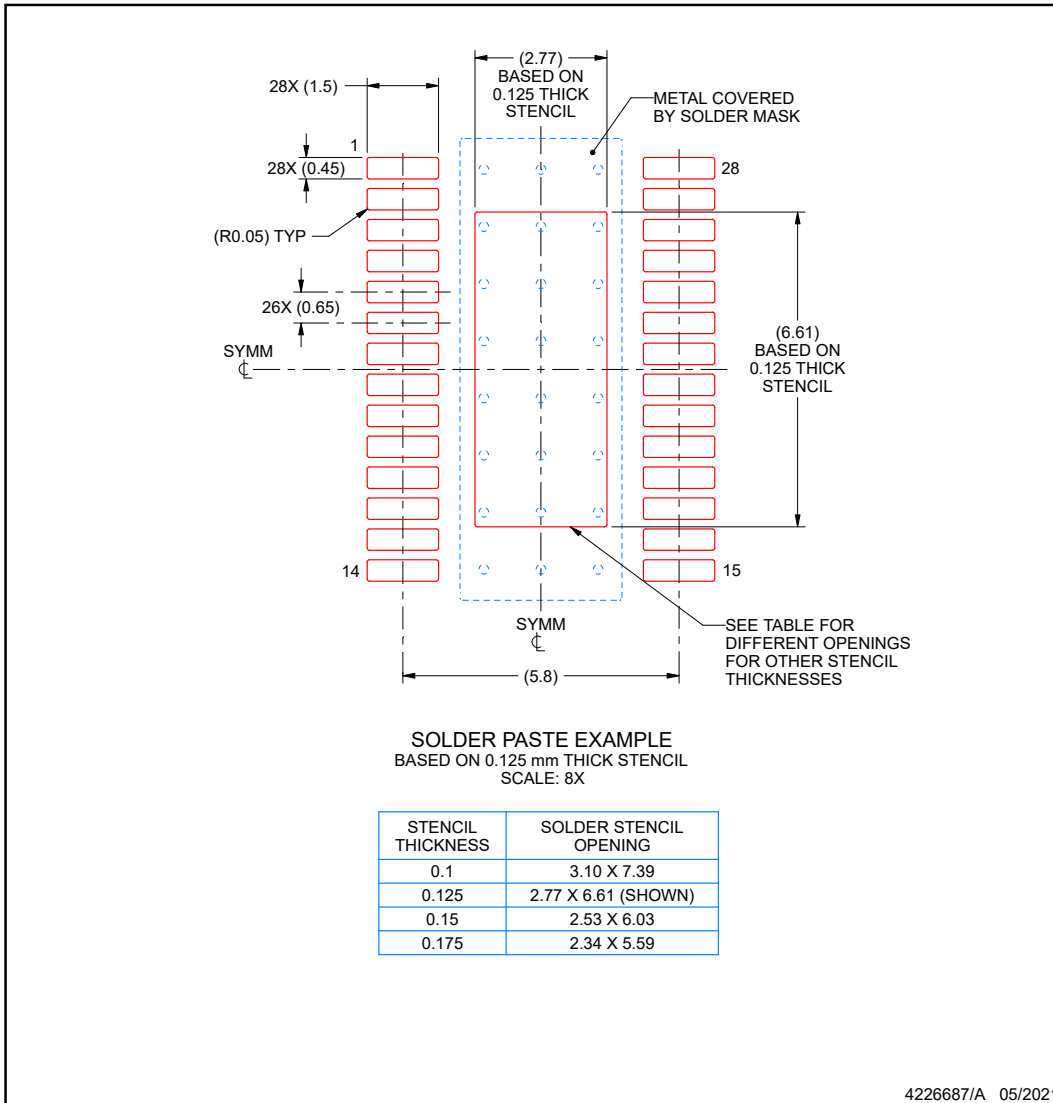 (2.77)
BASED ON
0.125 THICK
STENCIL
28X (1.5)
METAL COVERED
BY SOLDER MASK
1
28X (0.45)
28
(R0.05) TYP
26X (0.65)
(6.61)
BASED ON
0.125 THICK
STENCIL
SYMM
℄
14
15
SYMM
℄
SEE TABLE FOR
DIFFERENT OPENINGS
FOR OTHER STENCIL
THICKNESSES
(5.8)
SOLDER PASTE EXAMPLE
BASED ON 0.125 mm THICK STENCIL
SCALE: 8X
STENCIL
THICKNESS
SOLDER STENCIL
OPENING
0.1
3.10 X 7.39
0.125
2.77 X 6.61 (SHOWN)
0.15
2.53 X 6.03
0.175
2.34 X 5.59
4226687/A 05/2021